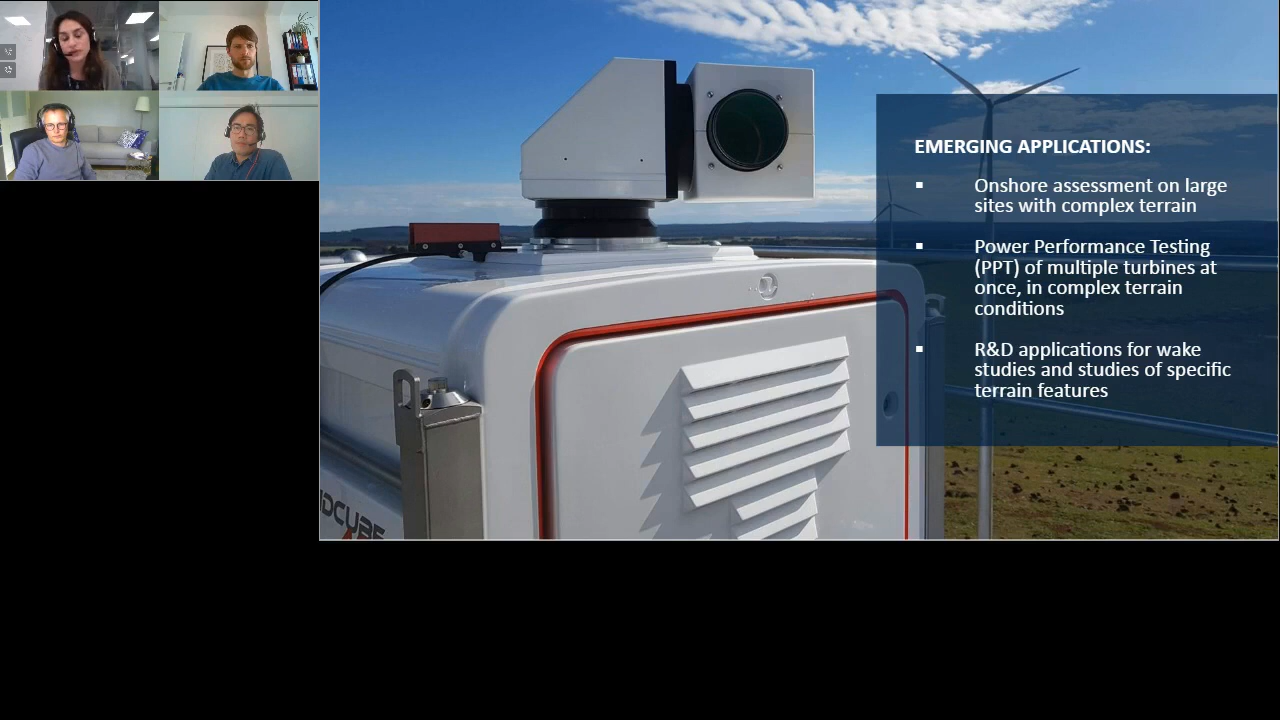 EMERGING APPLICATIONS:
▪ Onshore assessment on large
sites with complex terrain
▪ Power Performance Testing
(PPT) of multiple turbines at
once, in complex terrain
conditions
▪ R&D applications for wake
studies and studies of specific
terrain features
DCUBE